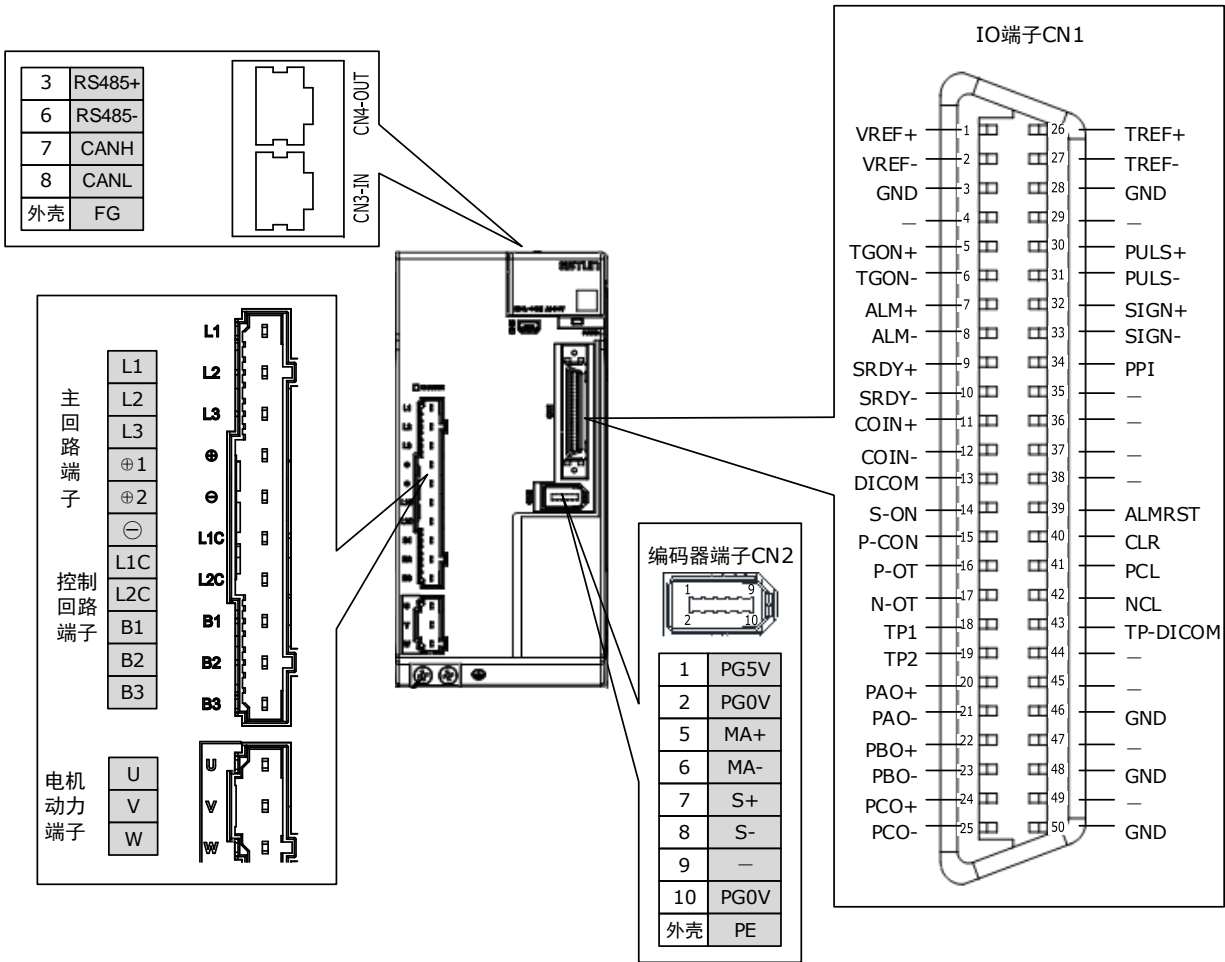 3 RS485+
6 RS485-
7 CANH
8 CANL
外壳 FG
CN4-OUT
CN3-IN
主回路端子
L1
L2
L3
⊕1
⊕2
⊖
控制回路端子
L1C
L2C
B1
B2
B3
电机动力端子
U
V
W
L1
L2
L3
⊕
⊖
L1C
L2C
B1
B2
B3
U
V
W
编码器端子CN2
1 9
2 10
1 PG5V
2 PG0V
5 MA+
6 MA-
7 S+
8 S-
9 —
10 PG0V
外壳 PE
IO端子CN1
VREF+ 1 26 TREF+
VREF- 2 27 TREF-
GND 3 28 GND
— 4 29 —
TGON+ 5 30 PULS+
TGON- 6 31 PULS-
ALM+ 7 32 SIGN+
ALM- 8 33 SIGN-
SRDY+ 9 34 PPI
SRDY- 10 35 —
COIN+ 11 36 —
COIN- 12 37 —
DICOM 13 38 —
S-ON 14 39 ALMRST
P-CON 15 40 CLR
P-OT 16 41 PCL
N-OT 17 42 NCL
TP1 18 43 TP-DICOM
TP2 19 44 —
PAO+ 20 45 —
PAO- 21 46 GND
PBO+ 22 47 —
PBO- 23 48 GND
PCO+ 24 49 —
PCO- 25 50 GND